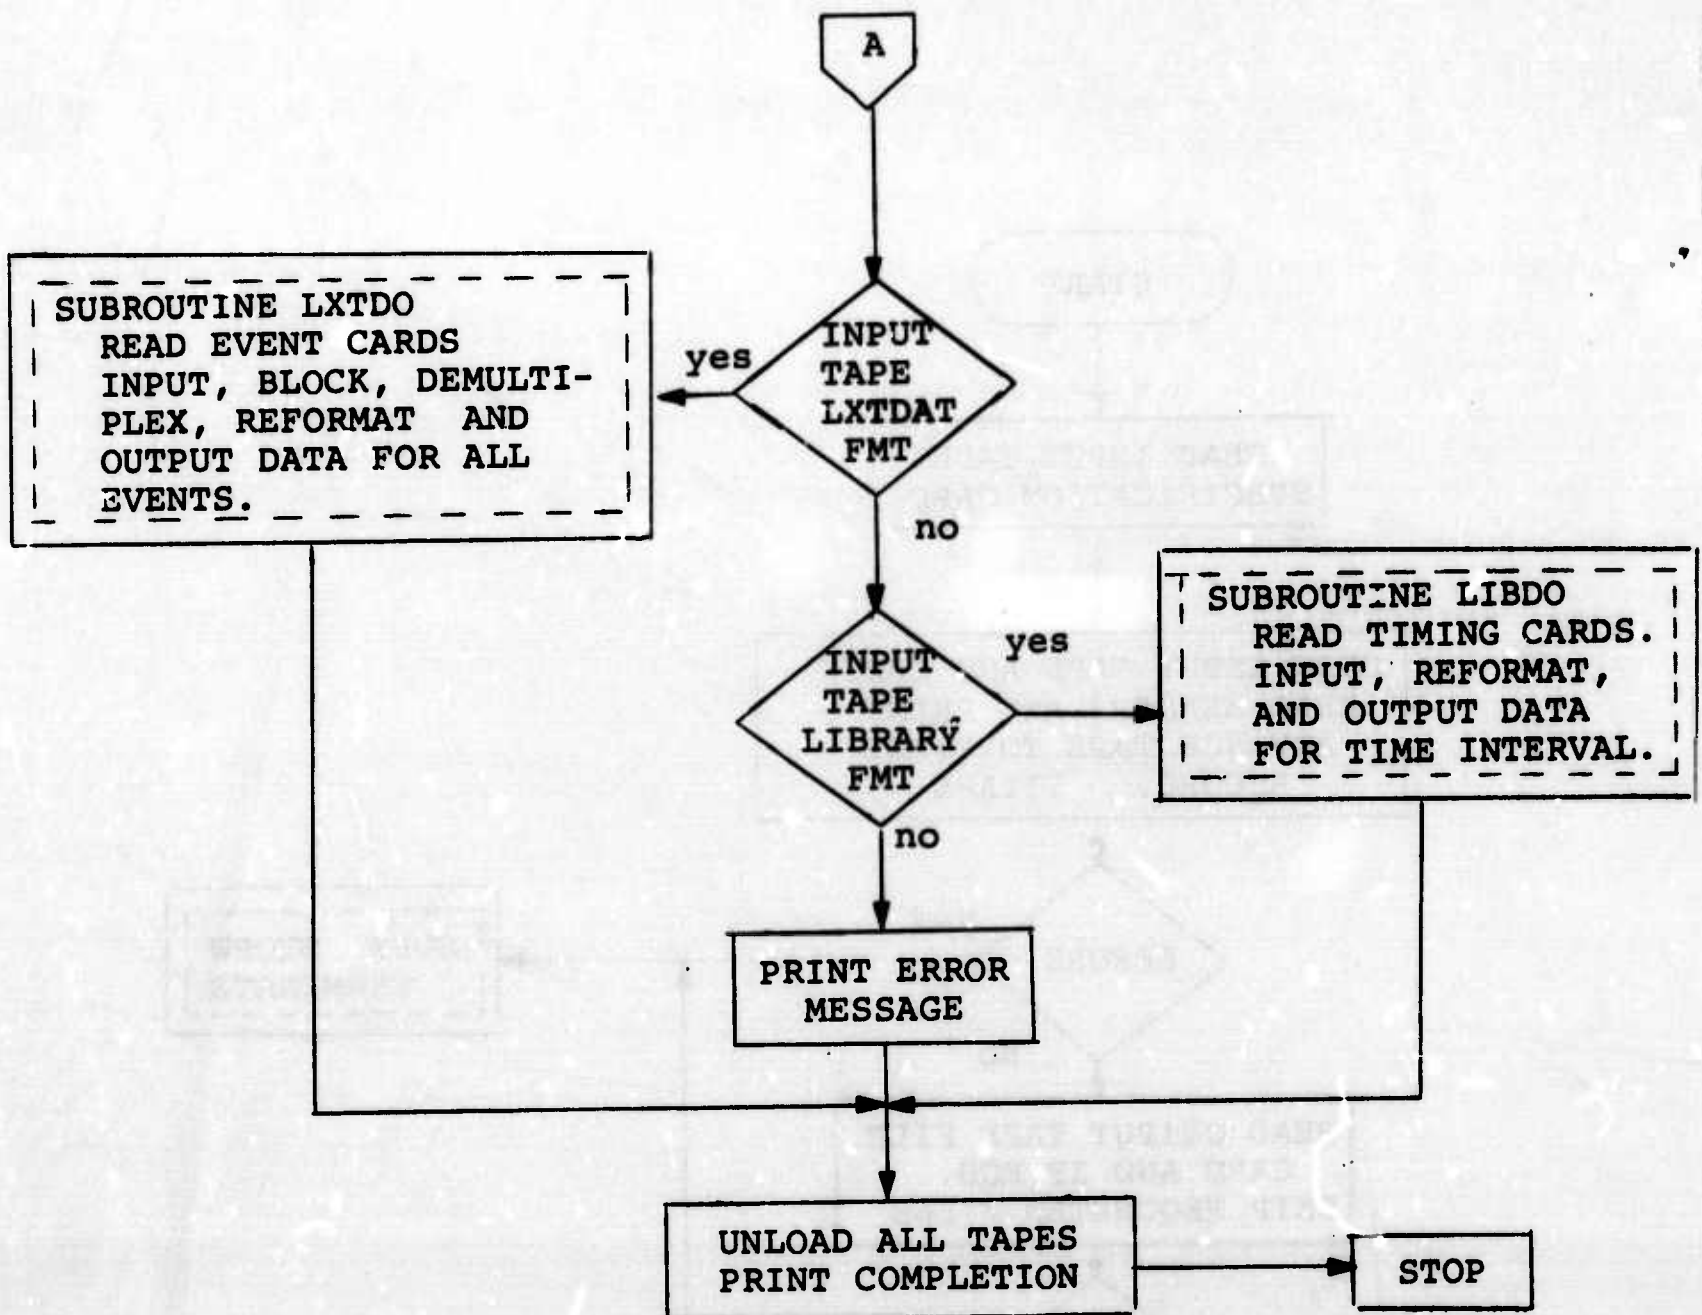 A
SUBROUTINE LXTDO
READ EVENT CARDS
INPUT, BLOCK, DEMULTI-
PLEX, REFORMAT AND
OUTPUT DATA FOR ALL
EVENTS.
yes
INPUT
TAPE
LXTDAT
FMT
no
INPUT
TAPE
LIBRARY
FMT
yes
SUBROUTINE LIBDO
READ TIMING CARDS.
INPUT, REFORMAT,
AND OUTPUT DATA
FOR TIME INTERVAL.
no
PRINT ERROR
MESSAGE
UNLOAD ALL TAPES
PRINT COMPLETION
STOP